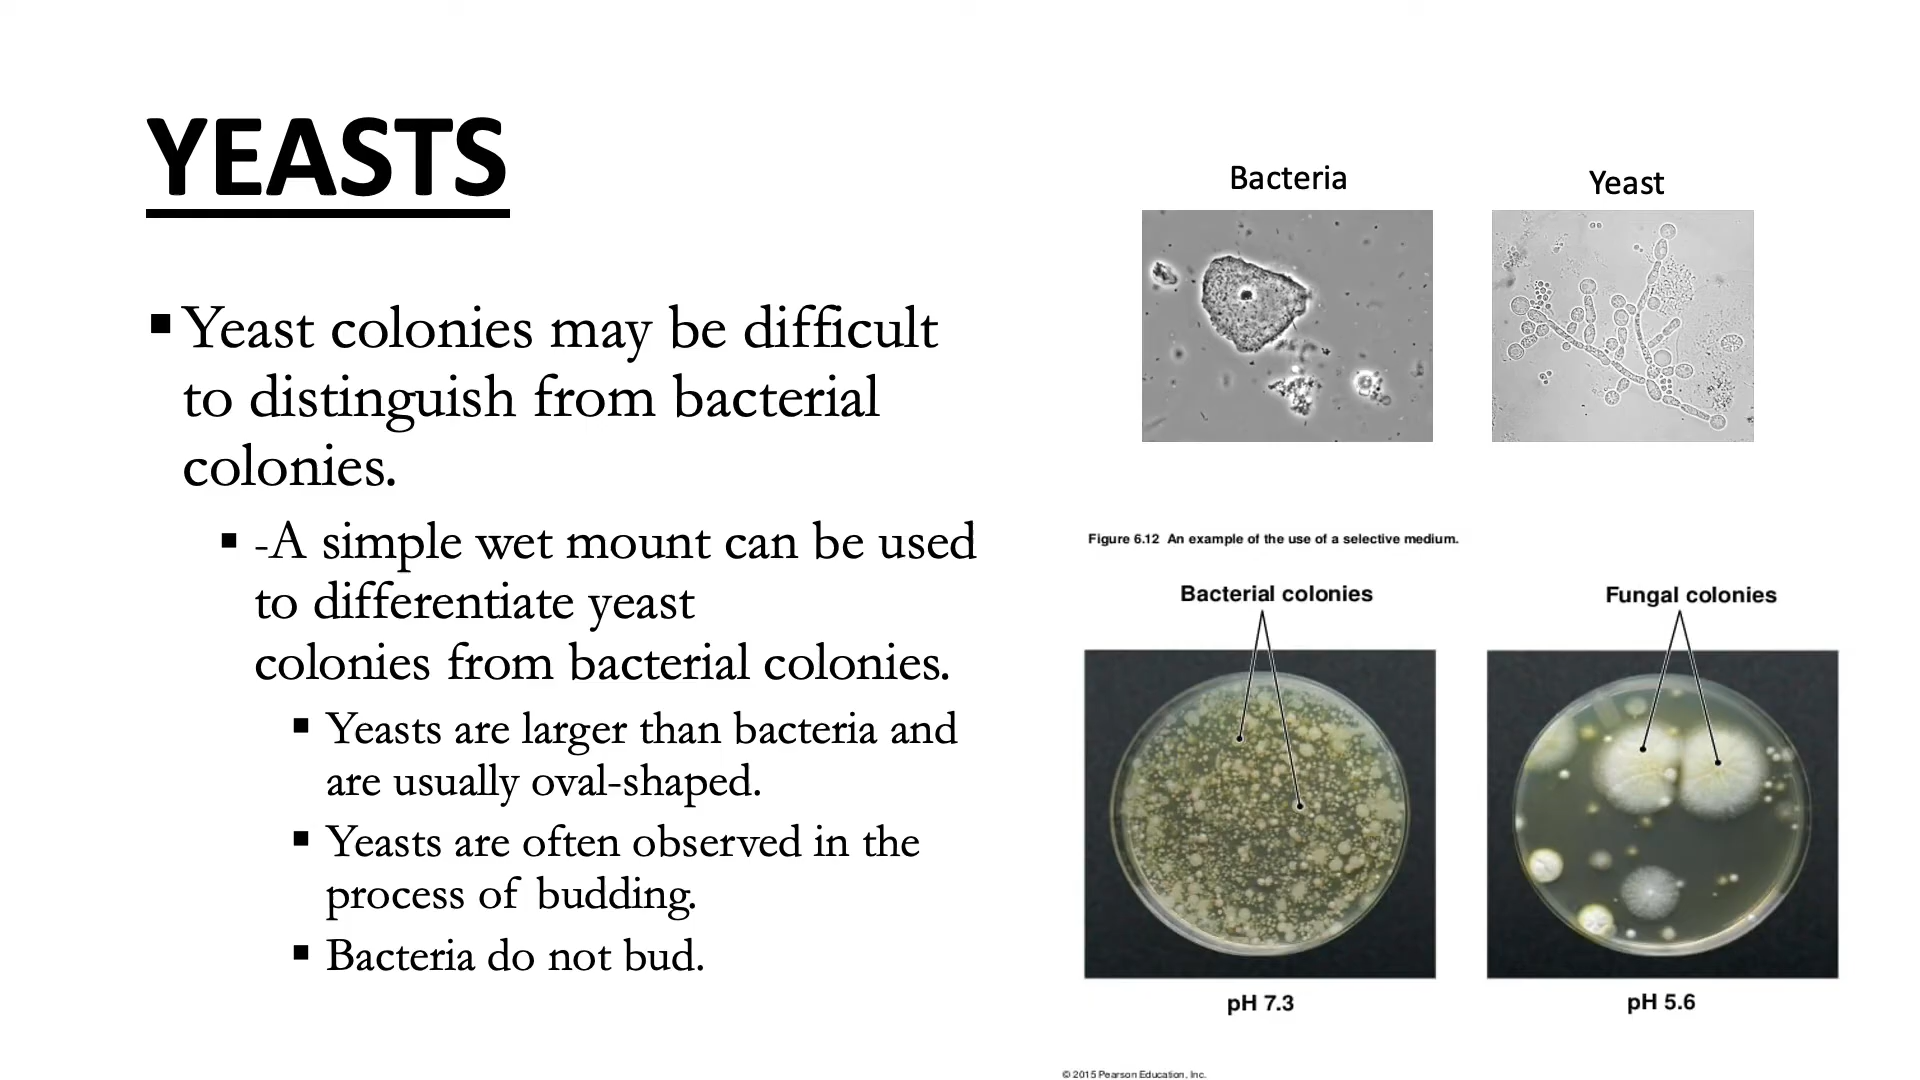 YEASTS
▪Yeast colonies may be difficult
to distinguish from bacterial
colonies.
▪ -A simple wet mount can be used
to differentiate yeast
colonies from bacterial colonies.
▪ Yeasts are larger than bacteria and
are usually oval-shaped.
▪ Yeasts are often observed in the
process of budding.
▪ Bacteria do not bud.
Bacteria
Yeast
Figure 6.12 An example of the use of a selective medium.
Bacterial colonies
Fungal colonies
pH 7.3
pH 5.6
© 2015 Pearson Education, Inc.